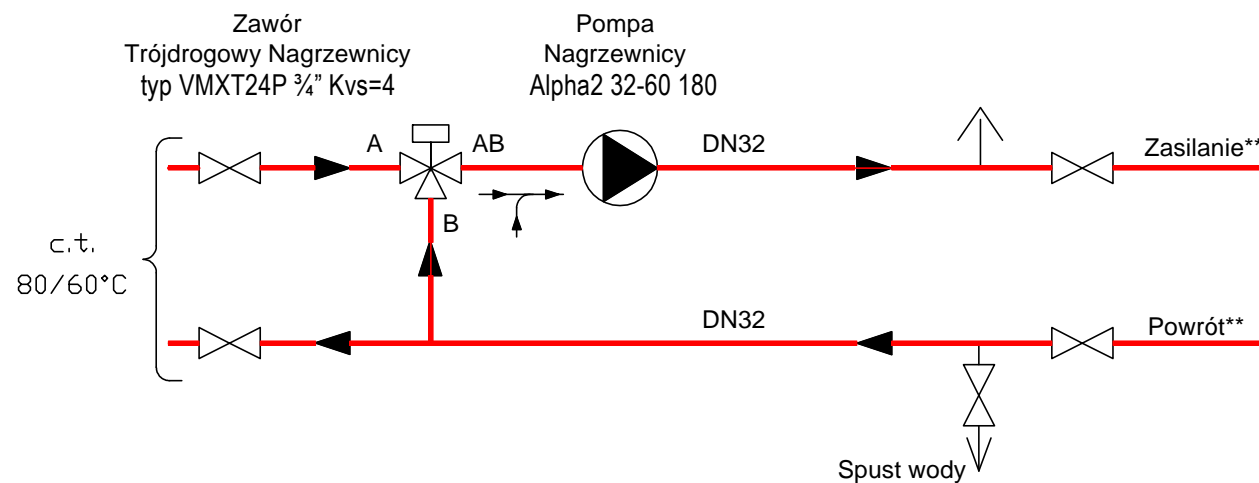 Zawór
Trójdrogowy Nagrzewnicy
typ VMXT24P ¾” Kvs=4
Pompa
Nagrzewnicy
Alpha2 32-60 180
A
AB
DN32
Zasilanie**
B
c.t.
80/60°C
DN32
Powrót**
Spust wody